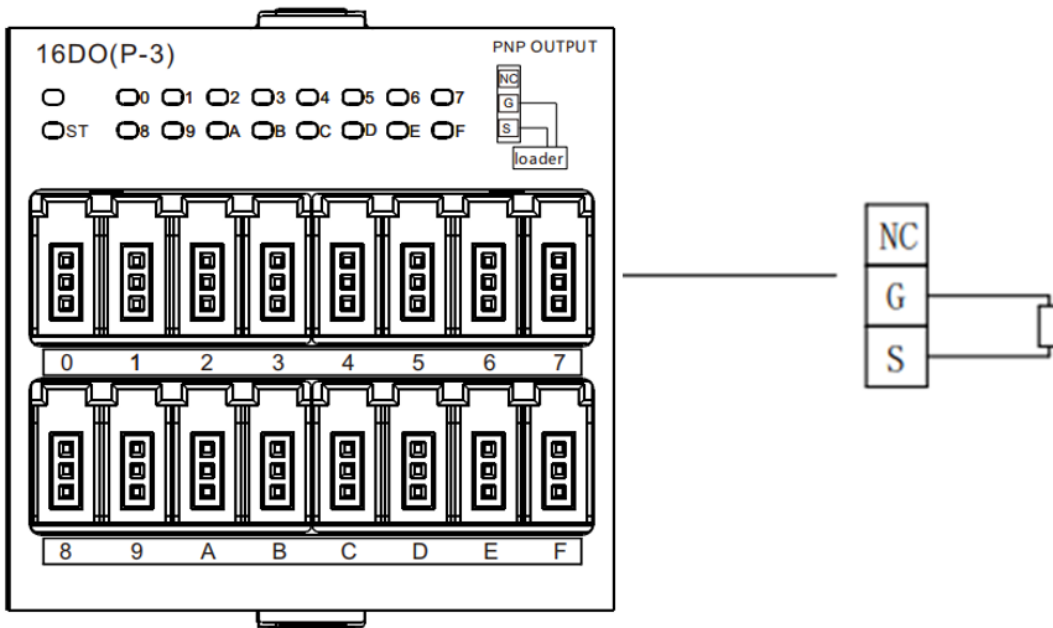 16DO(P-3)
PNP OUTPUT
NC
G
S
loader
0 1 2 3 4 5 6 7
ST 8 9 A B C D E F
0 1 2 3 4 5 6 7
8 9 A B C D E F
NC
G
S